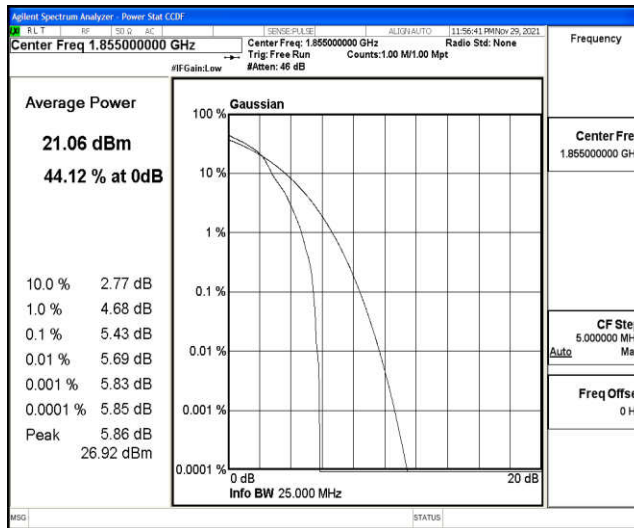 Agilent Spectrum Analyzer - Power Stat CCDF
RLT RF 50 Ω AC SENSE:PULSE ALIGN AUTO 11:56:41 PM Nov 29, 2021
Center Freq 1.855000000 GHz
Center Freq: 1.855000000 GHz Radio Std: None
Trig: Free Run Counts:1.00 M/1.00 Mpt
#IFGain:Low #Atten: 46 dB
Frequency
Average Power
21.06 dBm
44.12 % at 0dB
10.0 % 2.77 dB
1.0 % 4.68 dB
0.1 % 5.43 dB
0.01 % 5.69 dB
0.001 % 5.83 dB
0.0001 % 5.85 dB
Peak 5.86 dB
26.92 dBm
Gaussian
100 %
10 %
1 %
0.1 %
0.01 %
0.001 %
0.0001 %
0 dB 20 dB
Info BW 25.000 MHz
Center Fre
1.855000000 GH
CF Ste
5.000000 MH
Auto Ma
Freq Offse
0 H
MSG STATUS